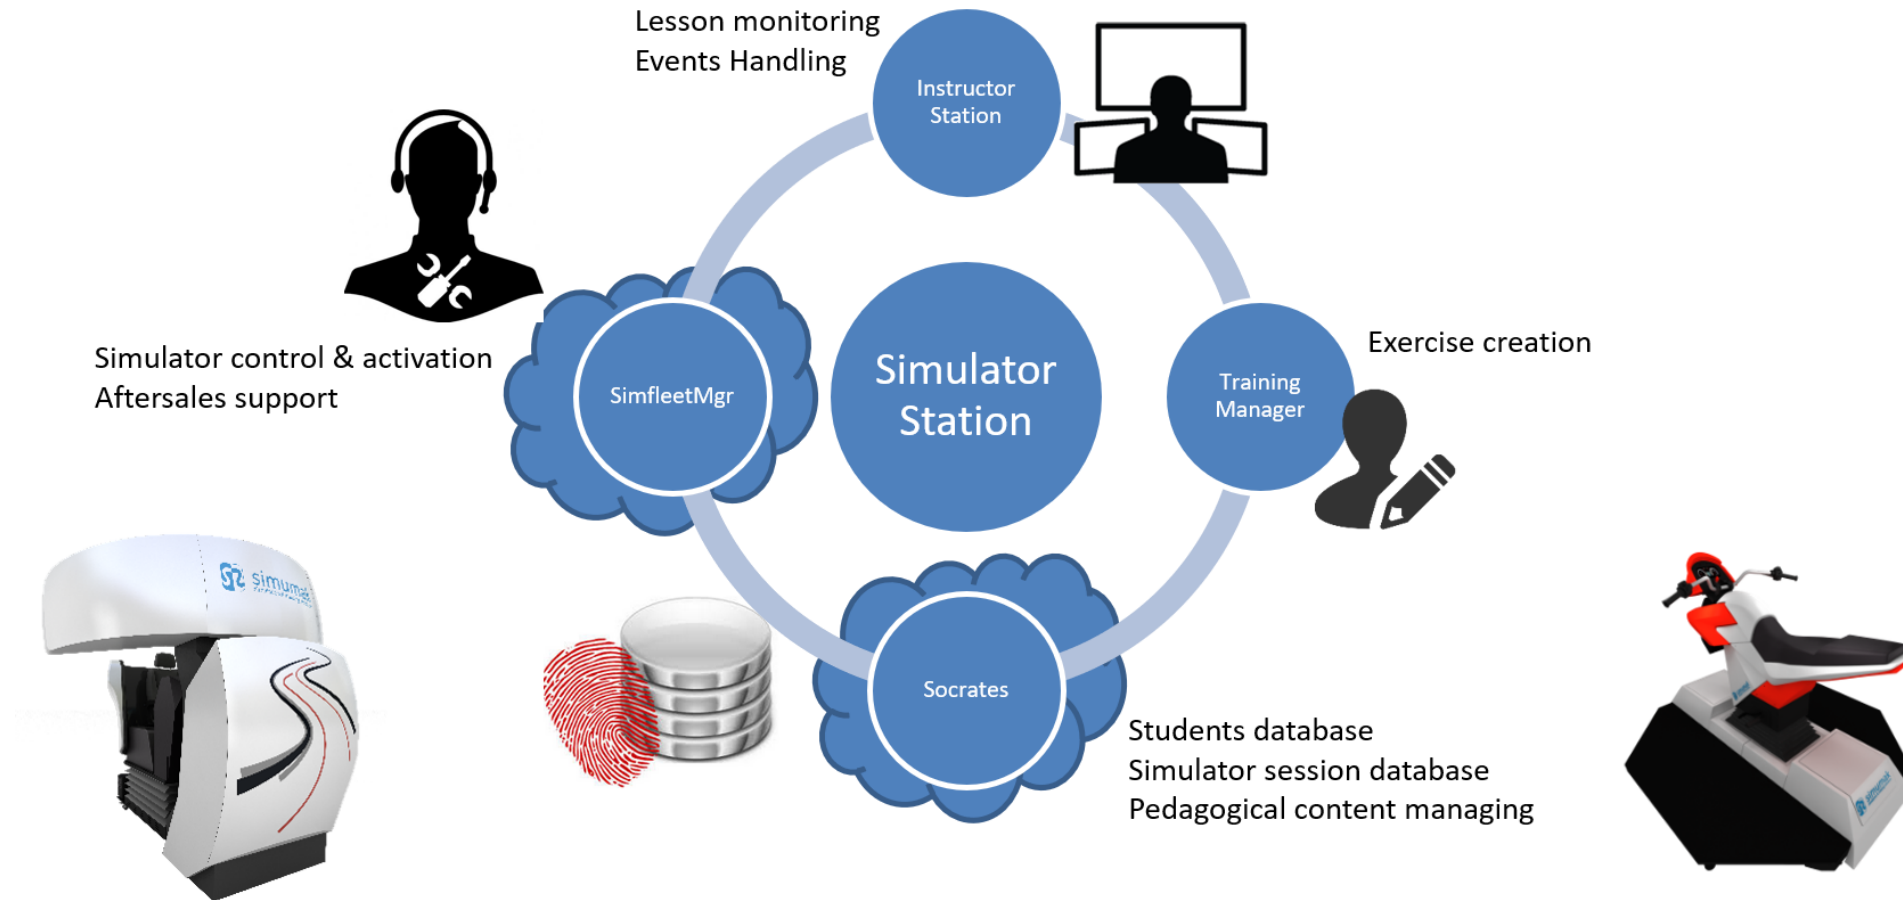 Lesson monitoring
Events Handling
Instructor
Station
Simulator control & activation
Aftersales support
SimfleetMgr
Simulator
Station
Training
Manager
Exercise creation
Socrates
Students database
Simulator session database
Pedagogical content managing